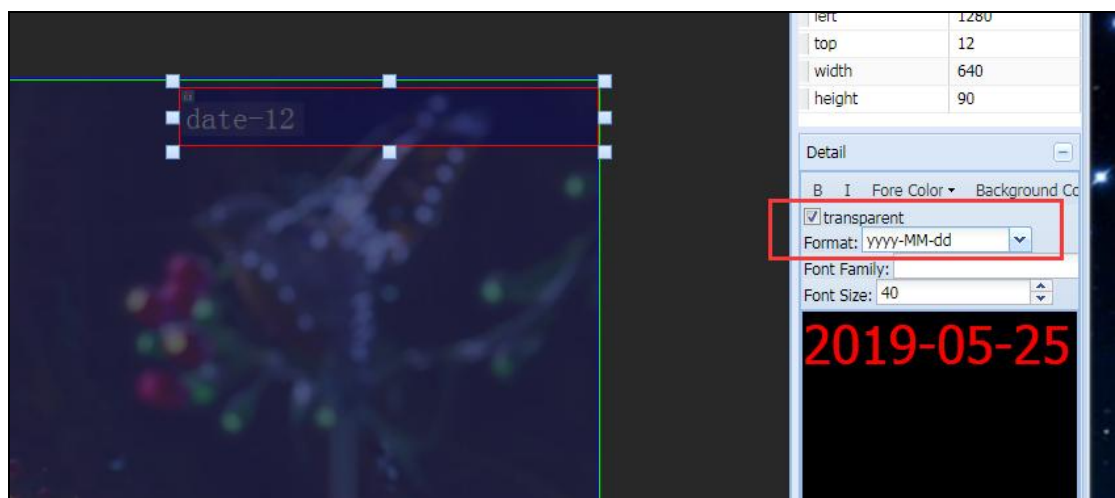 date-12
left 1280
top 12
width 640
height 90
Detail
B I Fore Color Background Co
transparent
Format: yyyy-MM-dd
Font Family:
Font Size: 40
2019-05-25